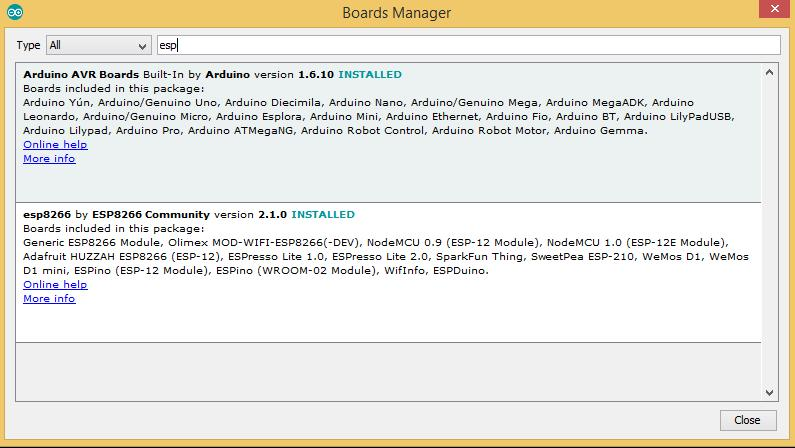 Boards Manager
Type All esp
Arduino AVR Boards Built-In by Arduino version 1.6.10 INSTALLED
Boards included in this package:
Arduino Yún, Arduino/Genuino Uno, Arduino Diecimila, Arduino Nano, Arduino/Genuino Mega, Arduino MegaADK, Arduino
Leonardo, Arduino/Genuino Micro, Arduino Esplora, Arduino Mini, Arduino Ethernet, Arduino Fio, Arduino BT, Arduino LilyPadUSB,
Arduino Lilypad, Arduino Pro, Arduino ATMegaNG, Arduino Robot Control, Arduino Robot Motor, Arduino Gemma.
Online help
More info
esp8266 by ESP8266 Community version 2.1.0 INSTALLED
Boards included in this package:
Generic ESP8266 Module, Olimex MOD-WIFI-ESP8266(-DEV), NodeMCU 0.9 (ESP-12 Module), NodeMCU 1.0 (ESP-12E Module),
Adafruit HUZZAH ESP8266 (ESP-12), ESPresso Lite 1.0, ESPresso Lite 2.0, SparkFun Thing, SweetPea ESP-210, WeMos D1, WeMos
D1 mini, ESPino (ESP-12 Module), ESPino (WROOM-02 Module), WifInfo, ESPDuino.
Online help
More info
Close